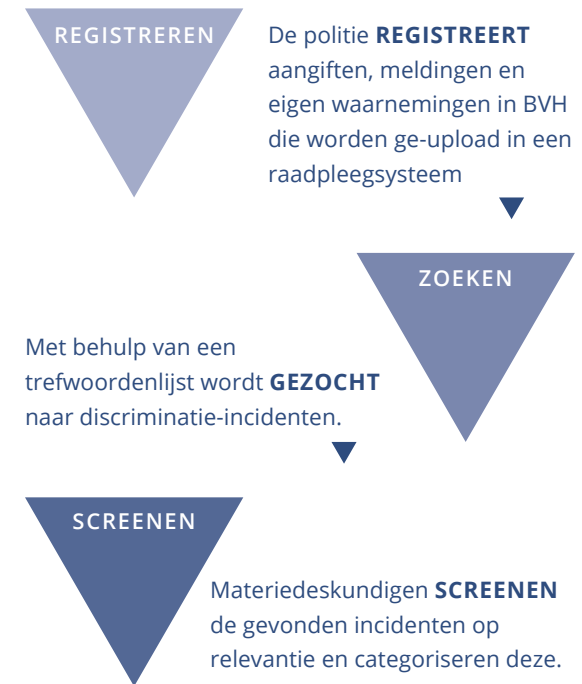 REGISTREREN
De politie REGISTREERT
aangiften, meldingen en
eigen waarnemingen in BVH
die worden ge-upload in een
raadpleegsysteem
ZOEKEN
Met behulp van een
trefwoordenlijst wordt GEZOCHT
naar discriminatie-incidenten.
SCREENEN
Materiedeskundigen SCREENEN
de gevonden incidenten op
relevantie en categoriseren deze.